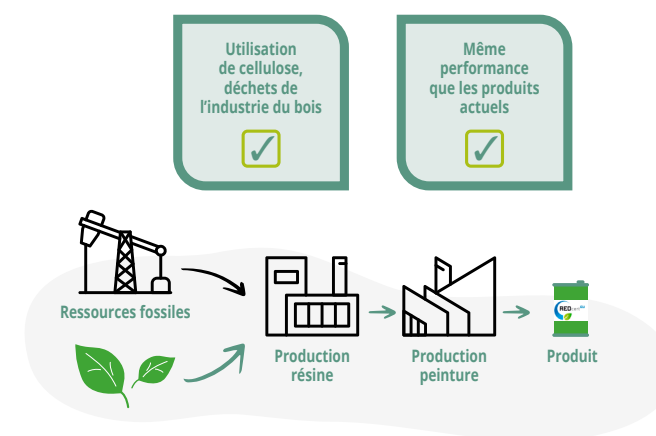 Utilisation
de cellulose,
déchets de
l'industrie du bois
Même
performance
que les produits
actuels
Ressources fossiles
Production
résine
Production
peinture
Produit